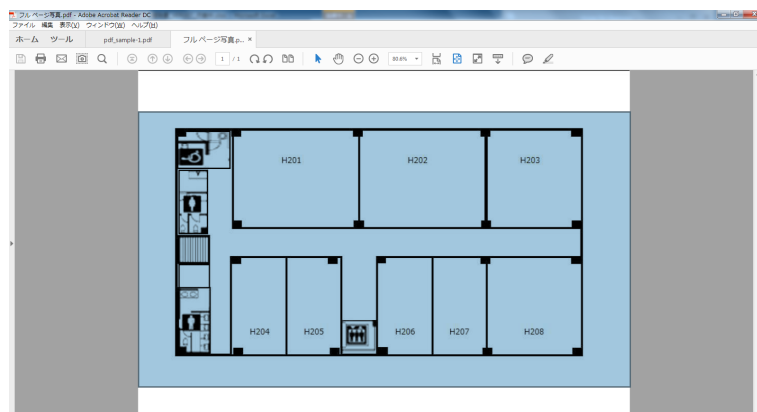 フル ページ写真.pdf - Adobe Acrobat Reader DC
ファイル 編集 表示(V) ウィンドウ(W) ヘルプ(H)
ホーム ツール pdf_sample-1.pdf フル ページ写真.p... ×
1 / 1 80.6%
H201 H202 H203
H204 H205 H206 H207 H208